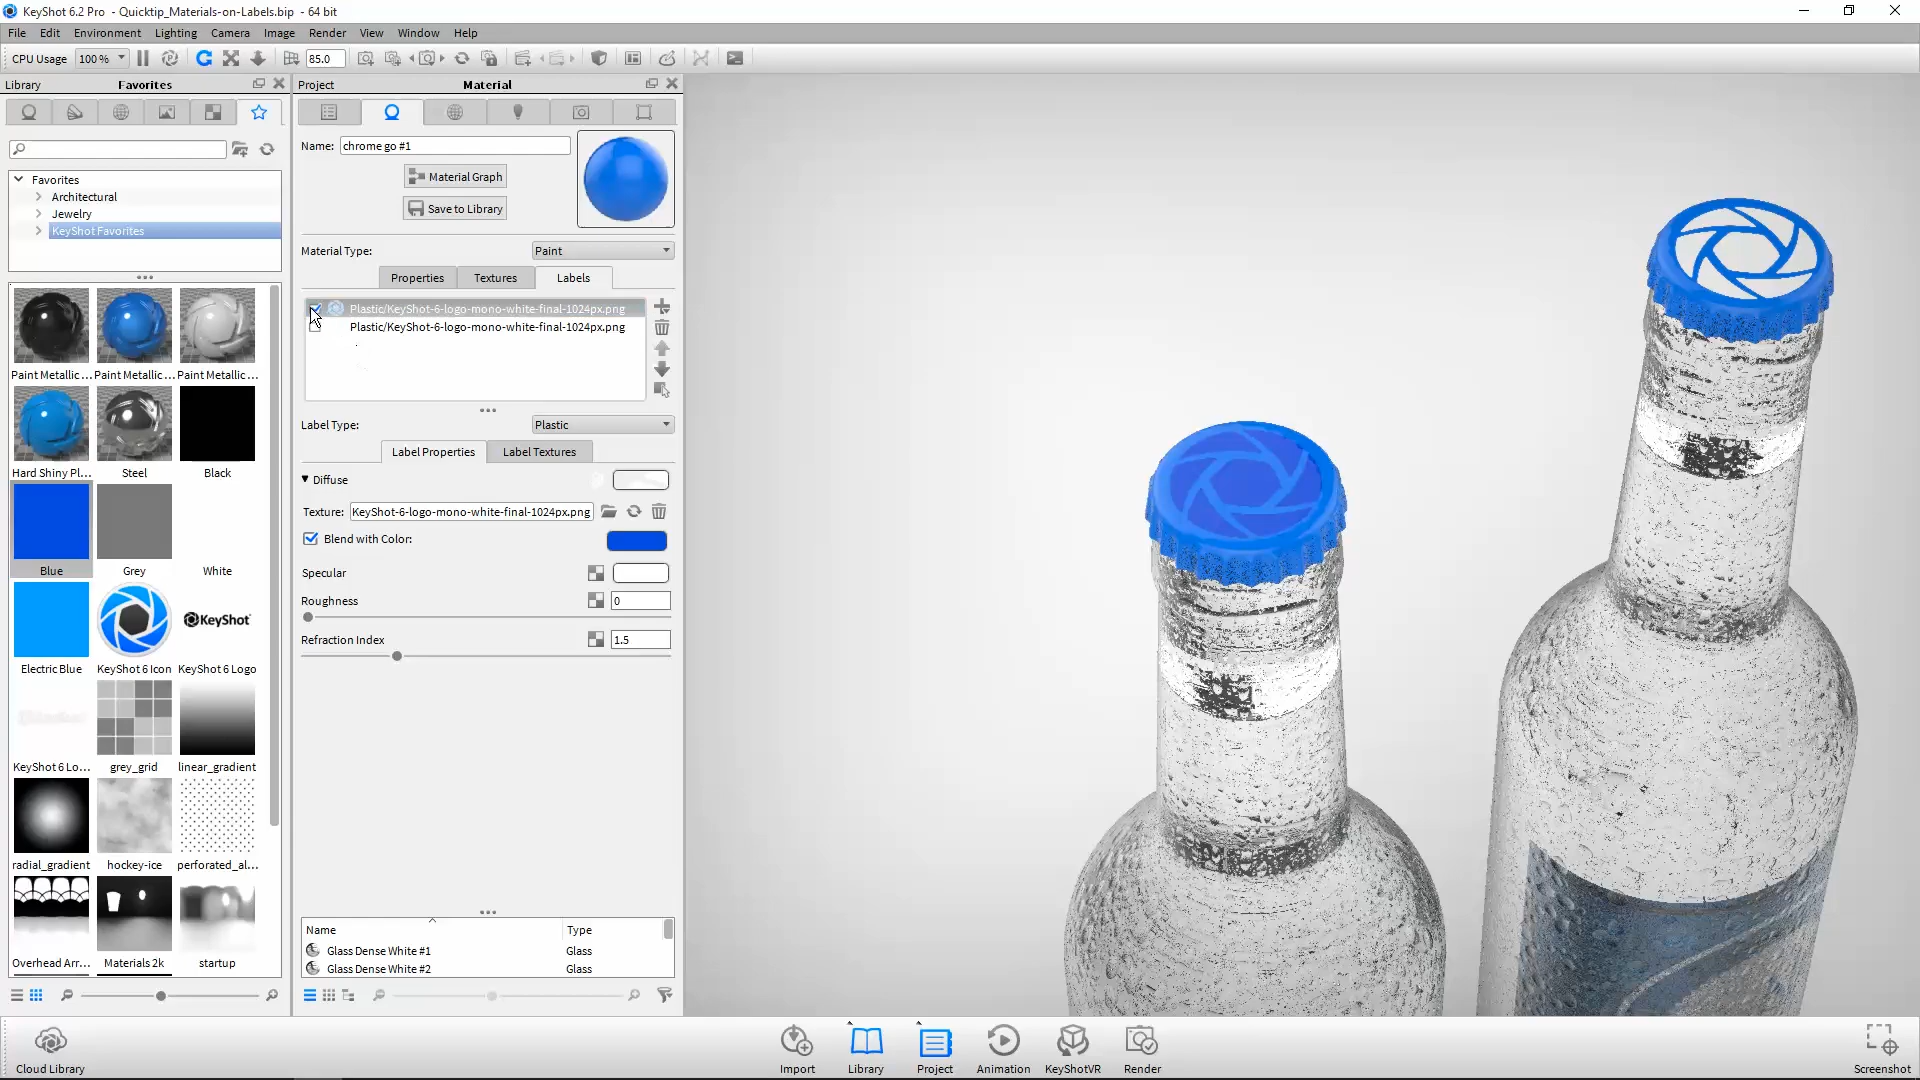 KeyShot 6.2 Pro - Quicktip_Materials-on-Labels.bip - 64 bit
File Edit Environment Lighting Camera Image Render View Window Help
CPU Usage 100 % 85.0
Library Favorites
Project Material
Name: chrome go #1
Material Graph
Save to Library
Favorites
Architectural
Jewelry
KeyShot Favorites
Material Type: Paint
Properties Textures Labels
Plastic/KeyShot-6-logo-mono-white-final-1024px.png
Plastic/KeyShot-6-logo-mono-white-final-1024px.png
Label Type: Plastic
Label Properties Label Textures
Diffuse
Texture: KeyShot-6-logo-mono-white-final-1024px.png
Blend with Color:
Specular
Roughness 0
Refraction Index 1.5
Paint Metallic... Paint Metallic... Paint Metallic...
Hard Shiny Pl... Steel Black
Blue Grey White
KeyShot
Electric Blue KeyShot 6 Icon KeyShot 6 Logo
KeyShot 6 Lo... grey_grid linear_gradient
radial_gradient hockey-ice perforated_al...
Overhead Arr... Materials 2k startup
Name Type
Glass Dense White #1 Glass
Glass Dense White #2 Glass
Cloud Library Import Library Project Animation KeyShotVR Render Screenshot